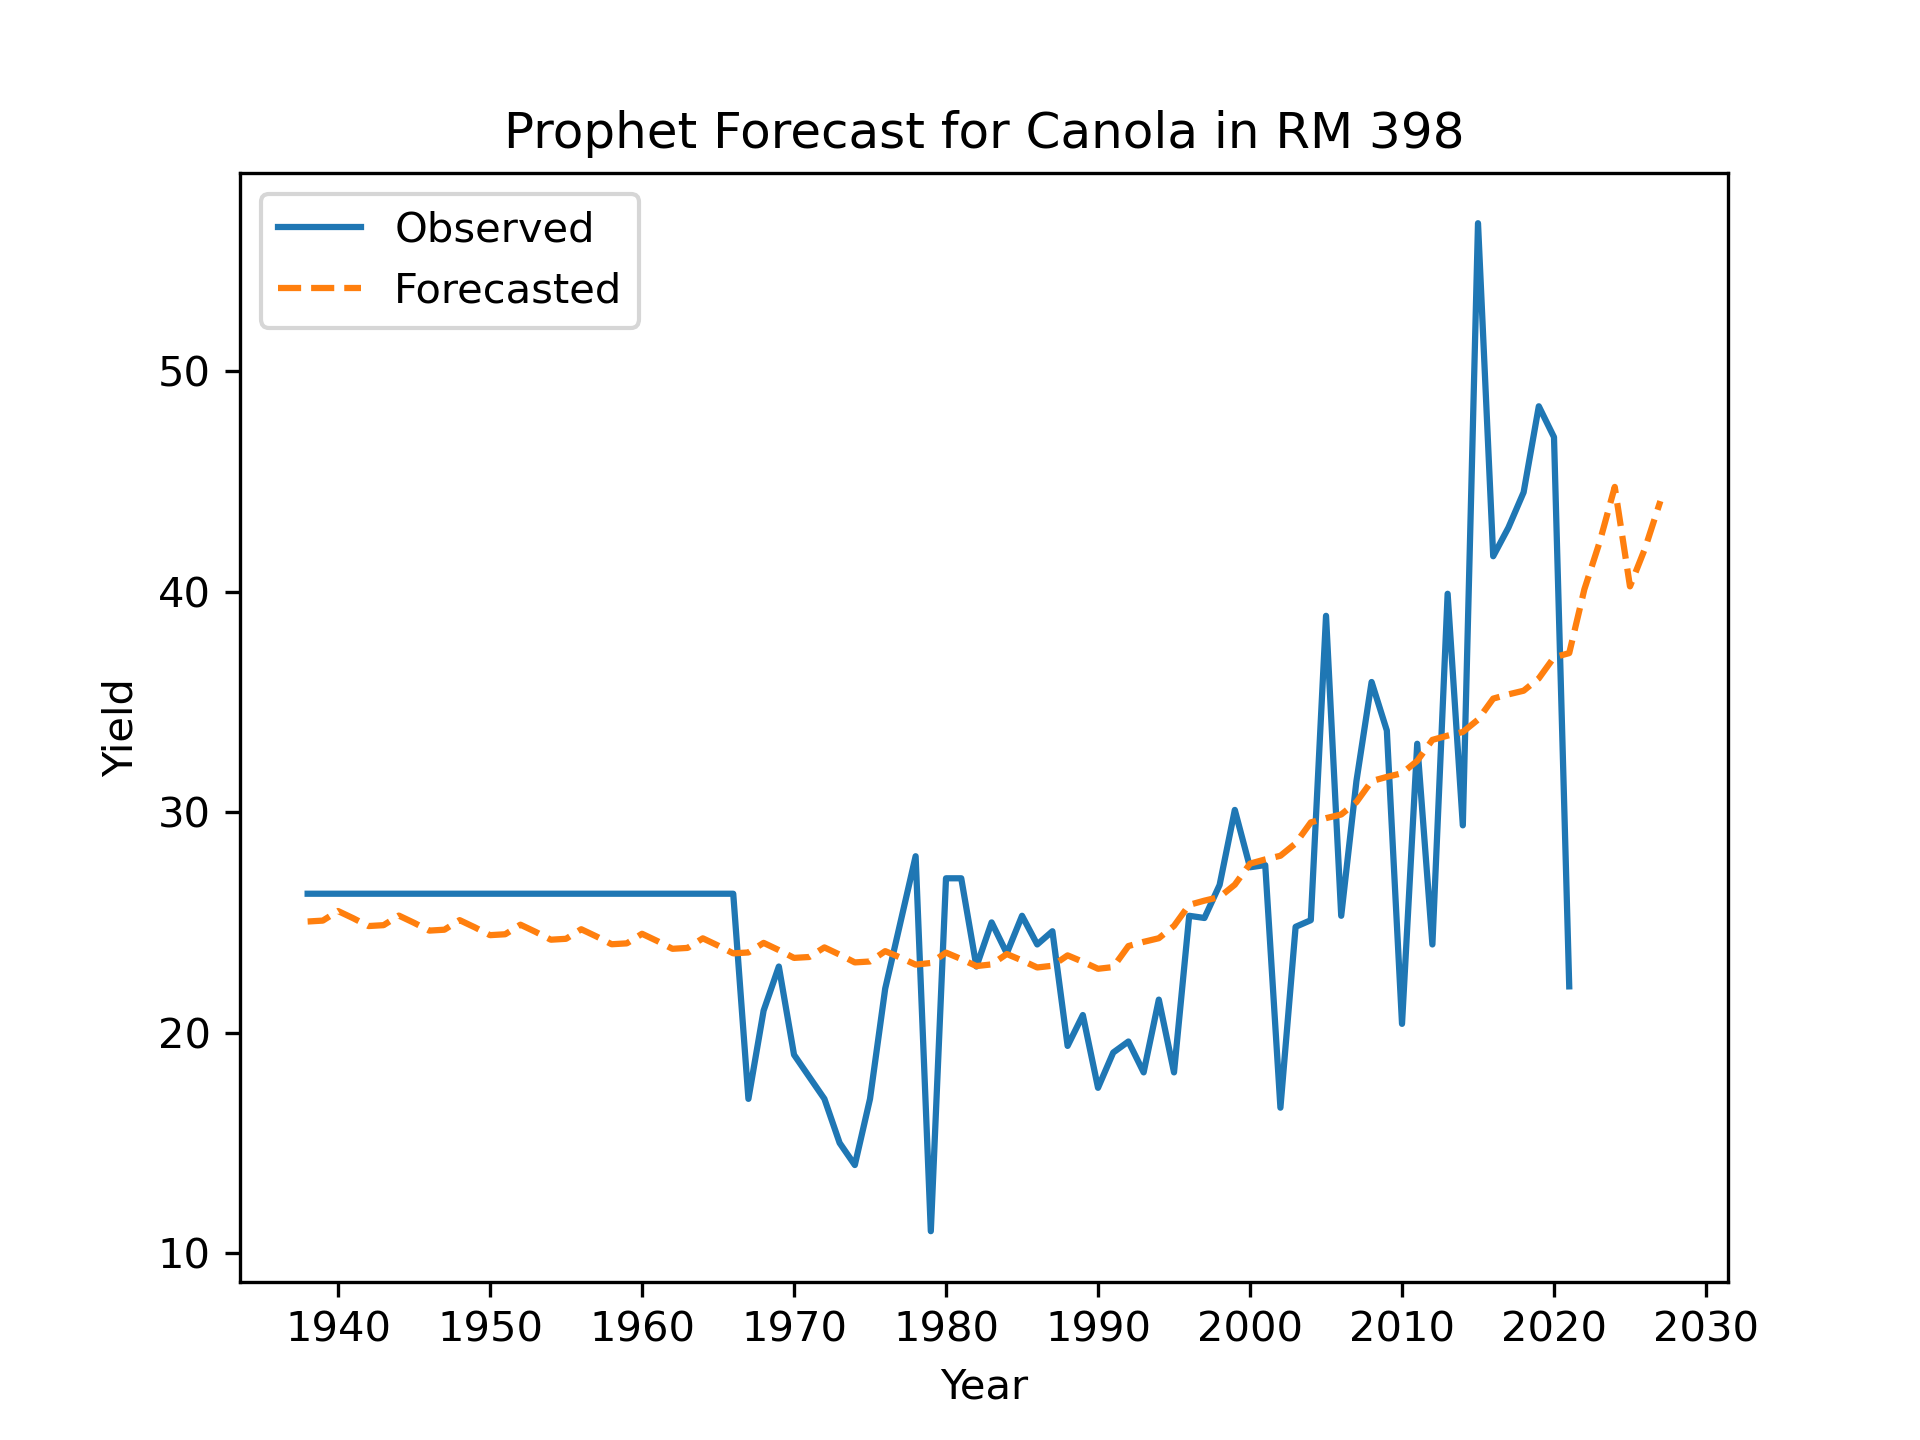 Prophet Forecast for Canola in RM 398
Observed
Forecasted
50
40
30
20
10
Yield
1940 1950 1960 1970 1980 1990 2000 2010 2020 2030
Year